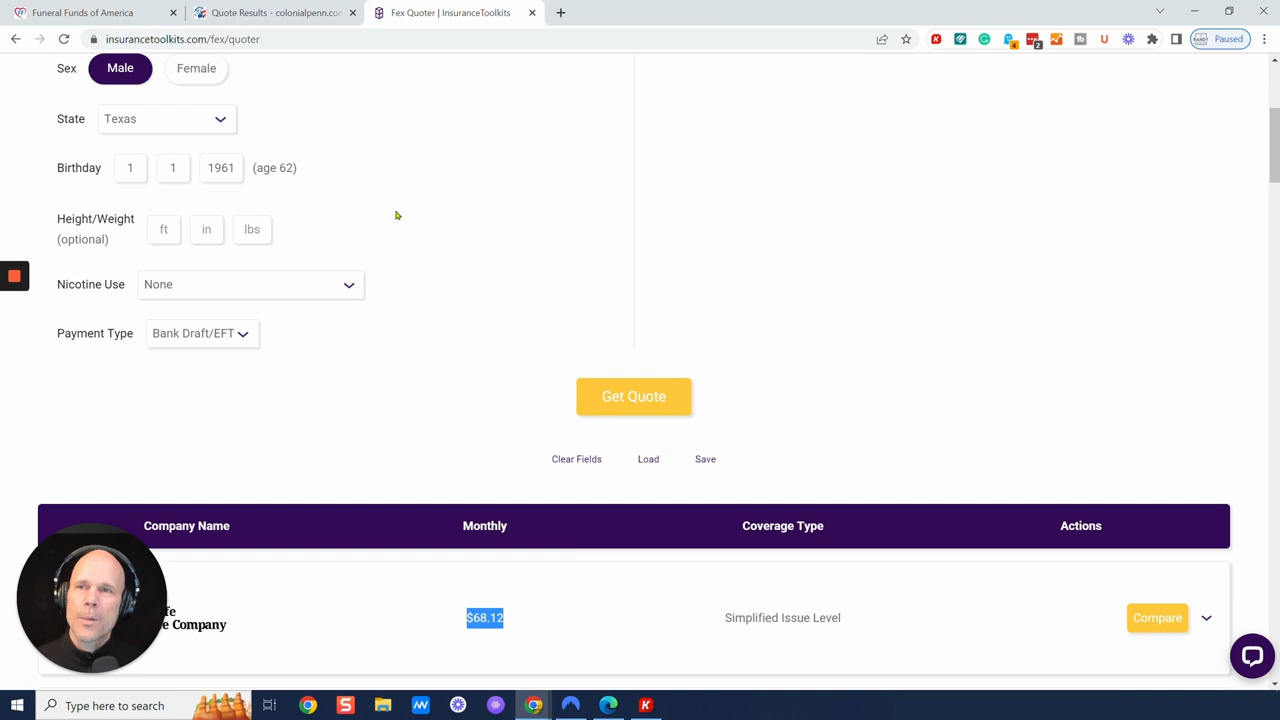 Funeral Funds of America
Quote Results - colonialpenn.co
Fex Quoter | InsuranceToolkits
insurancetoolkits.com/fex/quoter
4
2
Paused
Sex
Male
Female
State
Texas
Birthday
1
1
1961
(age 62)
Height/Weight
(optional)
ft
in
lbs
Nicotine Use
None
Payment Type
Bank Draft/EFT
Get Quote
Clear Fields
Load
Save
Company Name
Monthly
Coverage Type
Actions
fe
e Company
$68.12
Simplified Issue Level
Compare
Type here to search